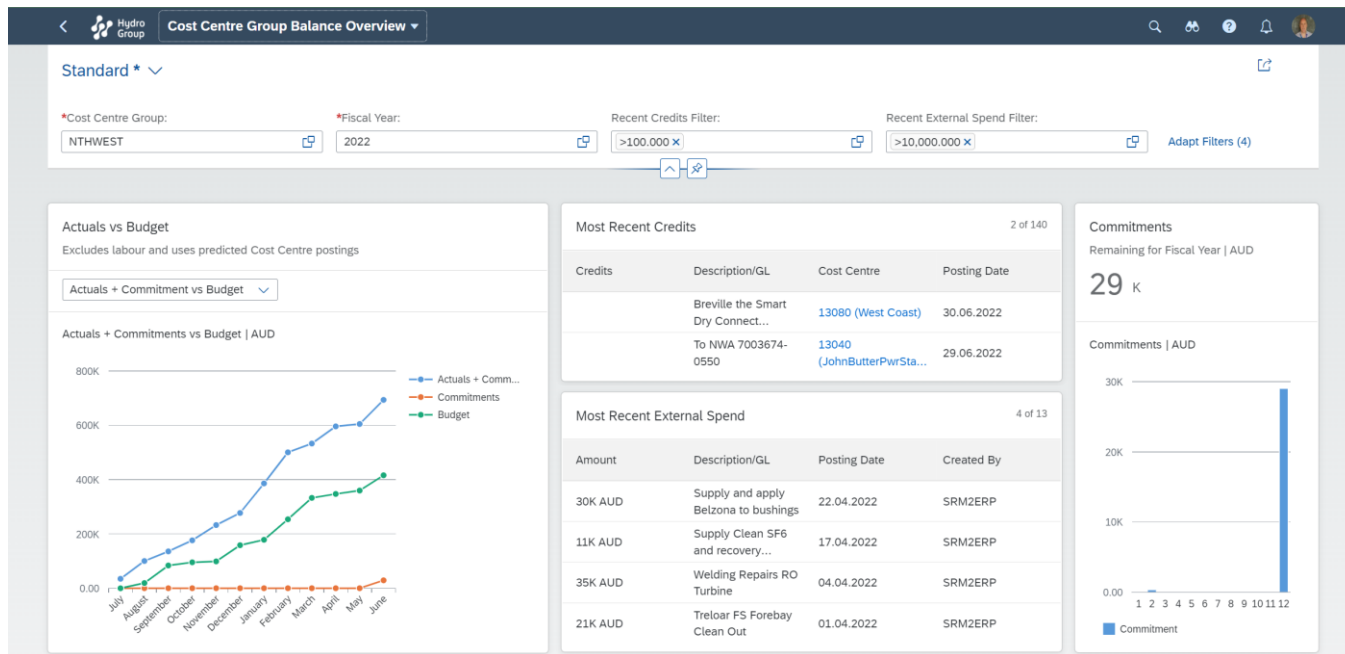 Hydro
Group
Cost Centre Group Balance Overview
Standard *
*Cost Centre Group:
*Fiscal Year:
Recent Credits Filter:
Recent External Spend Filter:
NTHWEST
2022
>100.000 ×
>10,000.000 ×
Adapt Filters (4)
Actuals vs Budget
Excludes labour and uses predicted Cost Centre postings
Actuals + Commitment vs Budget
Actuals + Commitments vs Budget | AUD
800K
600K
400K
200K
0.00
July
August
September
October
November
December
January
February
March
April
May
June
Actuals + Comm...
Commitments
Budget
Most Recent Credits
2 of 140
Credits
Description/GL
Cost Centre
Posting Date
Breville the Smart
Dry Connect...
13080 (West Coast)
30.06.2022
To NWA 7003674-
0550
13040
(JohnButterPwrSta...
29.06.2022
Most Recent External Spend
4 of 13
Amount
Description/GL
Posting Date
Created By
30K AUD
Supply and apply
Belzona to bushings
22.04.2022
SRM2ERP
11K AUD
Supply Clean SF6
and recovery...
17.04.2022
SRM2ERP
35K AUD
Welding Repairs RO
Turbine
04.04.2022
SRM2ERP
21K AUD
Treloar FS Forebay
Clean Out
01.04.2022
SRM2ERP
Commitments
Remaining for Fiscal Year | AUD
29 K
Commitments | AUD
30K
20K
10K
0.00
1 2 3 4 5 6 7 8 9 10 11 12
Commitment